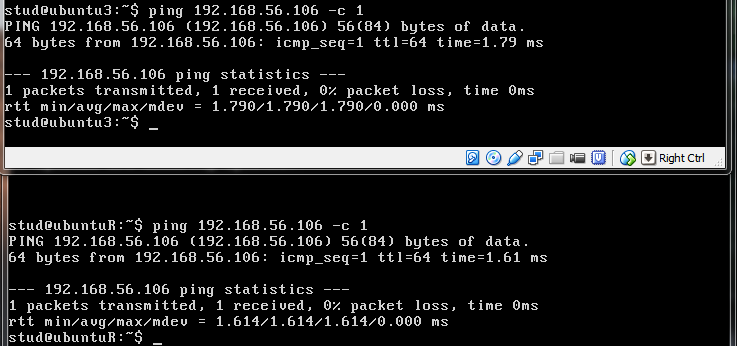 stud@ubuntu3:~$ ping 192.168.56.106 -c 1
PING 192.168.56.106 (192.168.56.106) 56(84) bytes of data.
64 bytes from 192.168.56.106: icmp_seq=1 ttl=64 time=1.79 ms

--- 192.168.56.106 ping statistics ---
1 packets transmitted, 1 received, 0% packet loss, time 0ms
rtt min/avg/max/mdev = 1.790/1.790/1.790/0.000 ms
stud@ubuntu3:~$ _
Right Ctrl
stud@ubuntuR:~$ ping 192.168.56.106 -c 1
PING 192.168.56.106 (192.168.56.106) 56(84) bytes of data.
64 bytes from 192.168.56.106: icmp_seq=1 ttl=64 time=1.61 ms

--- 192.168.56.106 ping statistics ---
1 packets transmitted, 1 received, 0% packet loss, time 0ms
rtt min/avg/max/mdev = 1.614/1.614/1.614/0.000 ms
stud@ubuntuR:~$ _